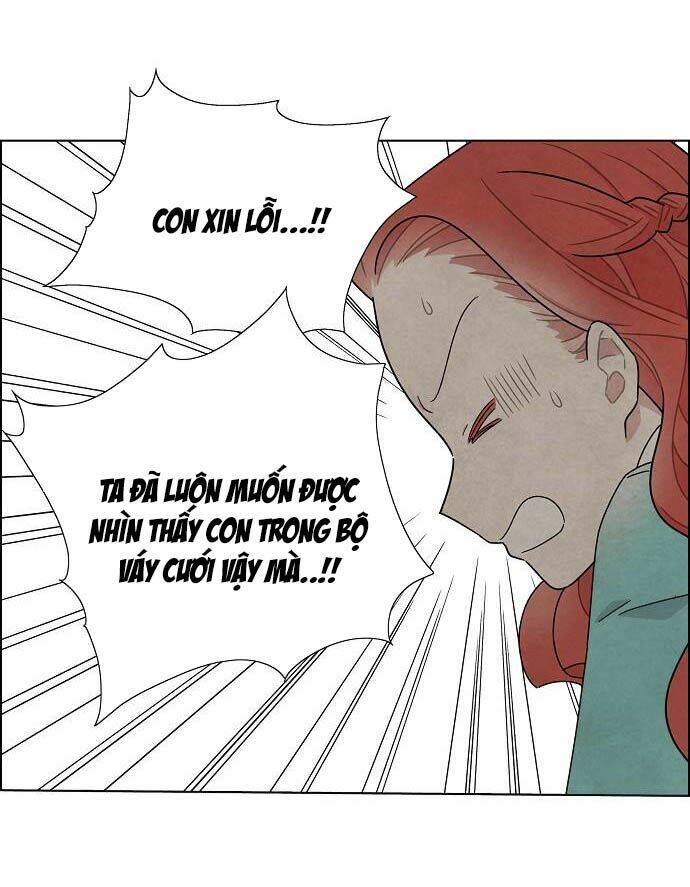 CON XIN LỖI...!!
TA ĐÃ LUÔN MUỐN ĐƯỢC
NHÌN THẤY CON TRONG BỘ
VÁY CƯỚI VẬY MÀ...!!